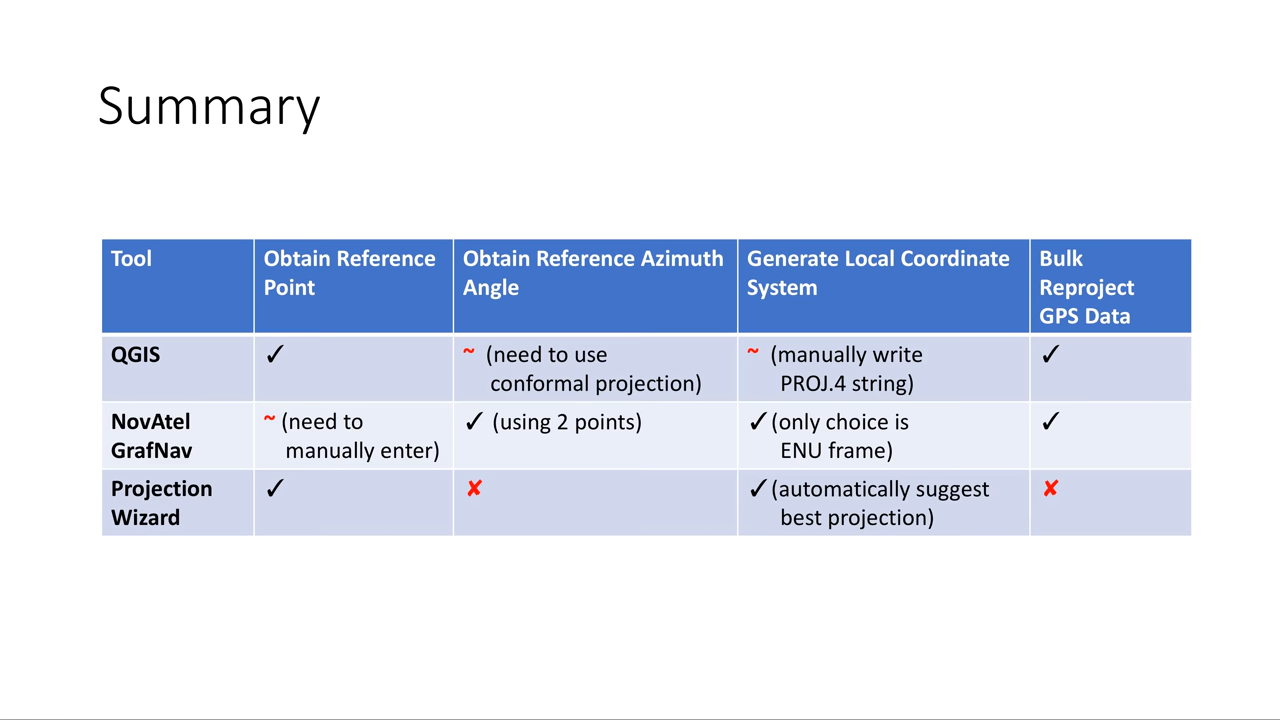 Summary
Tool
Obtain Reference
Point
Obtain Reference Azimuth
Angle
Generate Local Coordinate
System
Bulk
Reproject
GPS Data
QGIS
✓
~ (need to use
conformal projection)
~ (manually write
PROJ.4 string)
✓
NovAtel
GrafNav
~ (need to
manually enter)
✓ (using 2 points)
✓(only choice is
ENU frame)
✓
Projection
Wizard
✓
✘
✓(automatically suggest
best projection)
✘